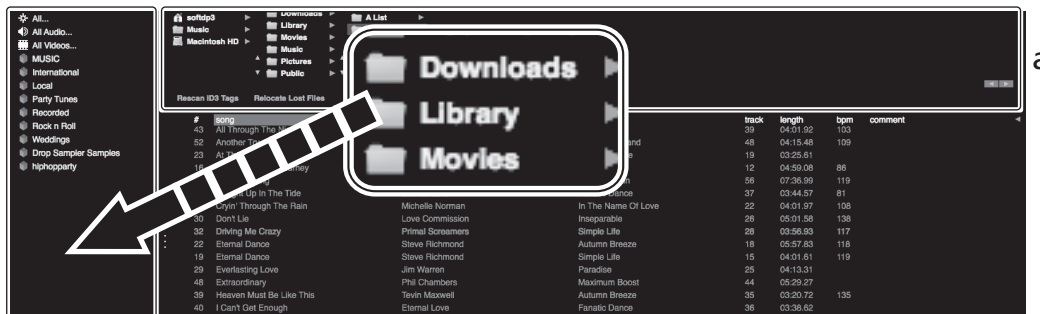 All...
All Audio...
All Videos...
MUSIC
International
Local
Party Tunes
Recorded
Rock n Roll
Weddings
Drop Sampler Samples
hiphopparty
softdp3
Music
Macintosh HD
Downloads
Library
Movies
Music
Pictures
Public
A List
Downloads
Library
Movies
Rescan ID3 Tags Relocate Lost Files
# song track length bpm comment
43 All Through The 39 04:01.92 103
52 Another 48 04:15.48 109
23 At 19 03:25.61
12 04:59.08 86
56 07:36.99 119
Up In The Tide 37 03:44.57 81
Cryin' Through The Rain Michelle Norman In The Name Of Love 22 04:01.97 108
30 Don't Lie Love Commission Inseparable 26 05:01.58 138
32 Driving Me Crazy Primal Screamers Simple Life 28 03:56.93 117
22 Eternal Dance Steve Richmond Autumn Breeze 18 05:57.83 118
19 Eternal Dance Steve Richmond Simple Life 15 04:01.61 119
29 Everlasting Love Jim Warren Paradise 25 04:13.31
48 Extraordinary Phil Chambers Maximum Boost 44 05:29.27
39 Heaven Must Be Like This Tevin Maxwell Autumn Breeze 35 03:20.72 135
40 I Can't Get Enough Eternal Love Fanatic Dance 36 03:38.62